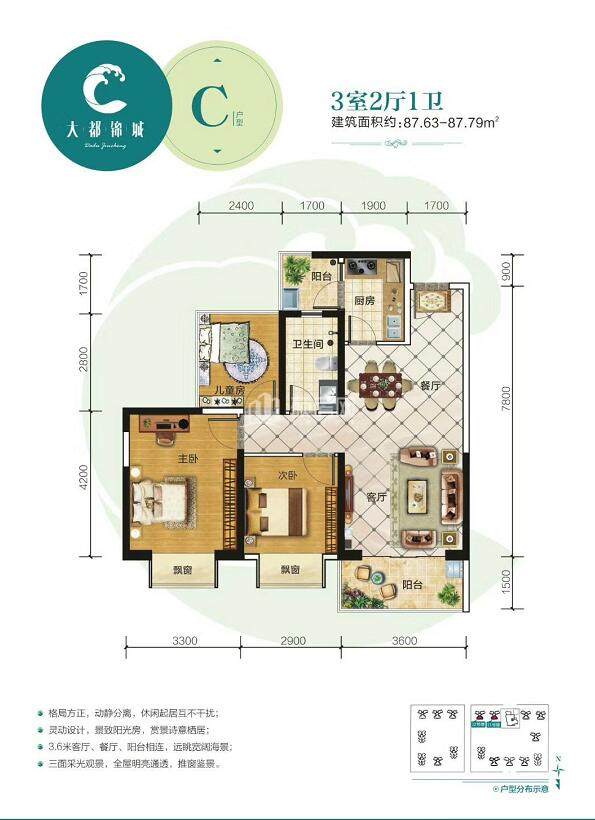 大都锦城
Dadu Jincheng
C
户型
3室2厅1卫
建筑面积约:87.63-87.79m²
2400 1700 1900 1700
1700
2800
4200
900
7800
1500
阳台
厨房
卫生间
儿童房
餐厅
主卧
次卧
客厅
飘窗
飘窗
阳台
3300 2900 3600
格局方正，动静分离，休闲起居互不干扰；
灵动设计，景致阳光房，赏景诗意栖居；
3.6米客厅、餐厅、阳台相连，远眺宽阔海景；
三面采光观景，全屋明亮通透，推窗鉴景。
N
户型分布示意